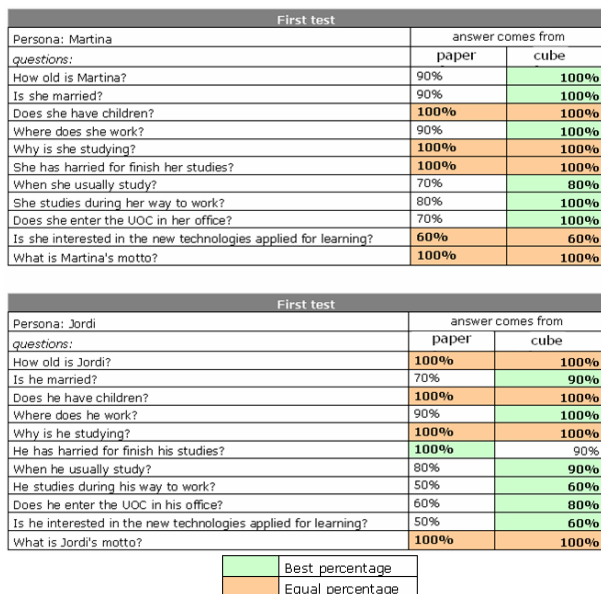 First test
Persona: Martina answer comes from
questions: paper cube
How old is Martina? 90% 100%
Is she married? 90% 100%
Does she have children? 100% 100%
Where does she work? 90% 100%
Why is she studying? 100% 100%
She has harried for finish her studies? 100% 100%
When she usually study? 70% 80%
She studies during her way to work? 80% 100%
Does she enter the UOC in her office? 70% 100%
Is she interested in the new technologies applied for learning? 60% 60%
What is Martina's motto? 100% 100%
First test
Persona: Jordi answer comes from
questions: paper cube
How old is Jordi? 100% 100%
Is he married? 70% 90%
Does he have children? 100% 100%
Where does he work? 90% 100%
Why is he studying? 100% 100%
He has harried for finish his studies? 100% 90%
When he usually study? 80% 90%
He studies during his way to work? 50% 60%
Does he enter the UOC in his office? 60% 80%
Is he interested in the new technologies applied for learning? 50% 60%
What is Jordi's motto? 100% 100%
Best percentage
Equal percentage